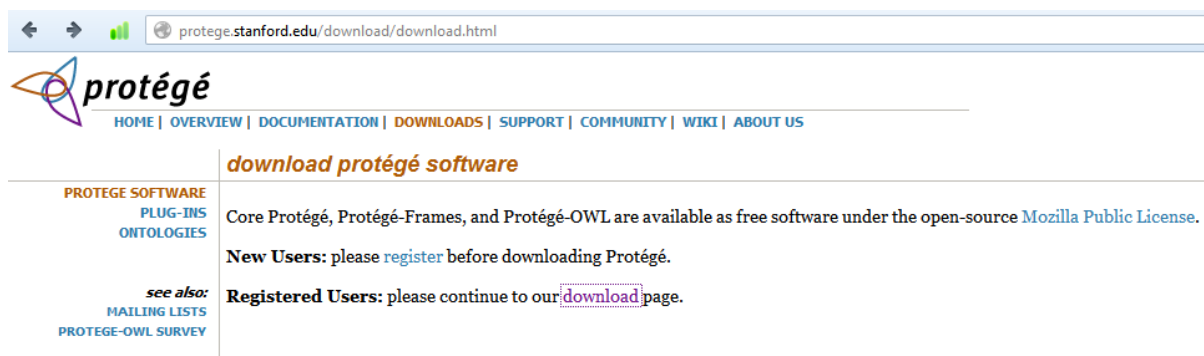 protege.stanford.edu/download/download.html
protégé
HOME | OVERVIEW | DOCUMENTATION | DOWNLOADS | SUPPORT | COMMUNITY | WIKI | ABOUT US
download protégé software
PROTEGE SOFTWARE
PLUG-INS
ONTOLOGIES
see also:
MAILING LISTS
PROTEGE-OWL SURVEY
Core Protégé, Protégé-Frames, and Protégé-OWL are available as free software under the open-source Mozilla Public License.
New Users: please register before downloading Protégé.
Registered Users: please continue to our download page.